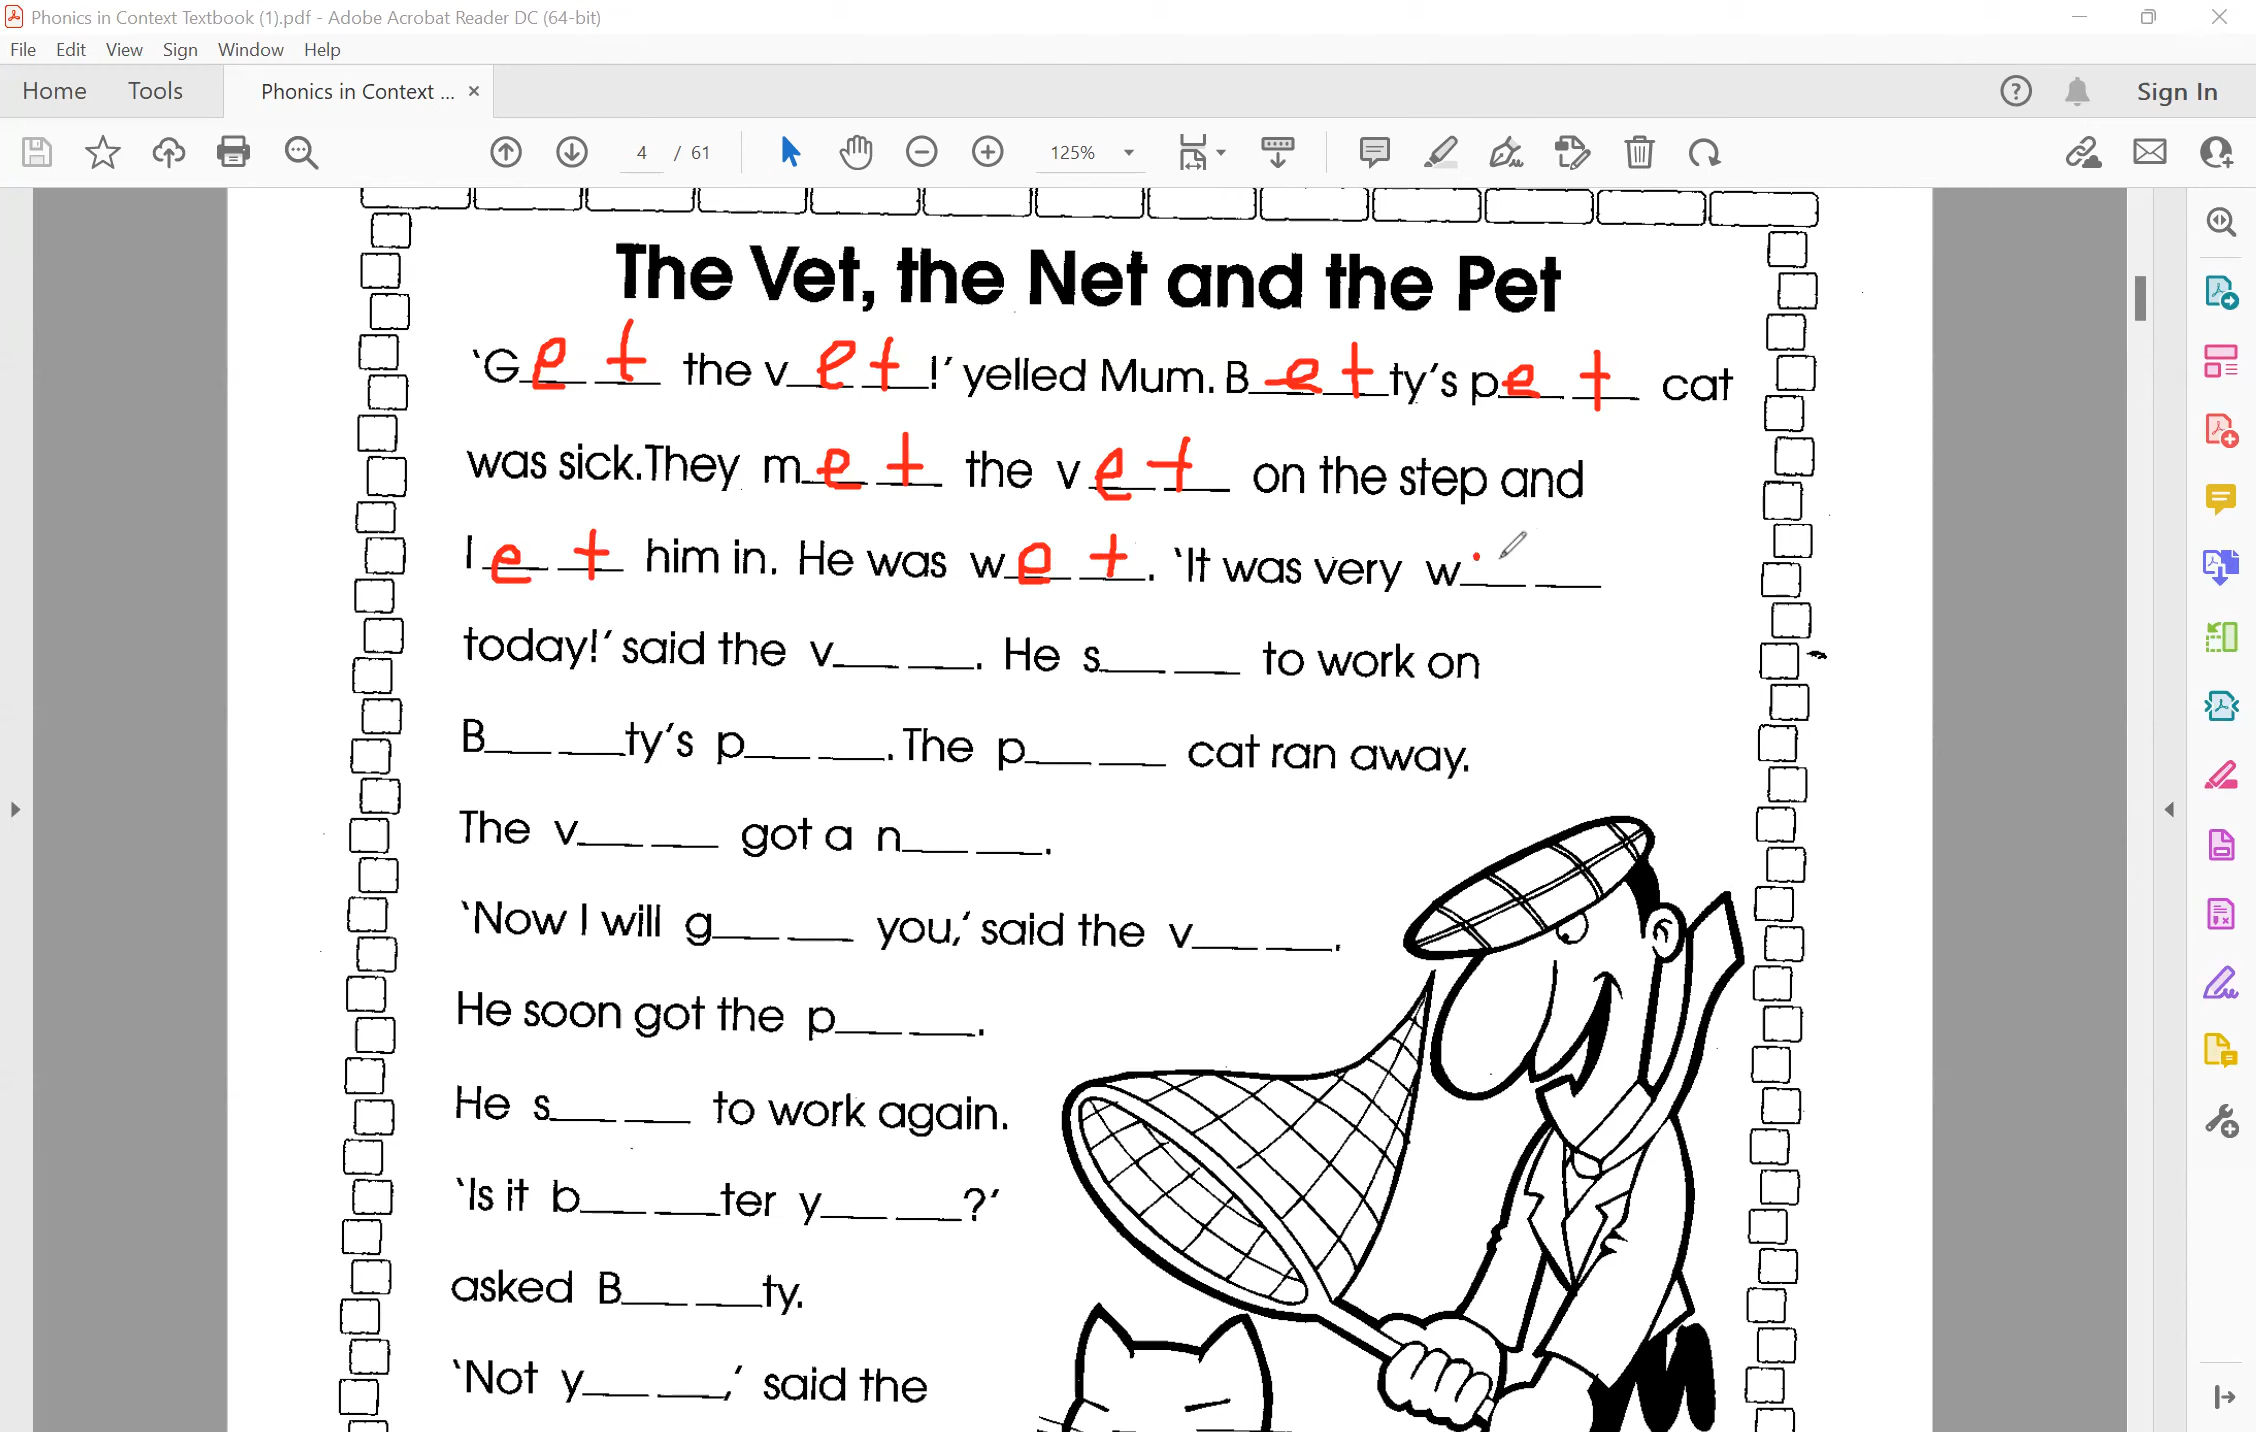 Phonics in Context Textbook (1).pdf - Adobe Acrobat Reader DC (64-bit)
File Edit View Sign Window Help
Home Tools Phonics in Context ... × Sign In
4 / 61 125%
The Vet, the Net and the Pet
‘Get the vet!’ yelled Mum. Betty’s pet cat
was sick. They met the vet on the step and
let him in. He was wet. ‘It was very w__ __
today!’ said the v__ __. He s__ __ to work on
B__ __ty’s p__ __. The p__ __ cat ran away.
The v__ __ got a n__ __.
‘Now I will g__ __ you,’ said the v__ __.
He soon got the p__ __.
He s__ __ to work again.
‘Is it b__ __ter y__ __?’
asked B__ __ty.
‘Not y__ __,’ said the